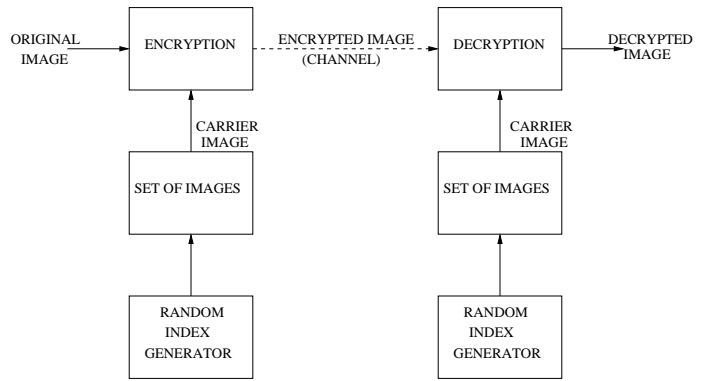 ORIGINAL
IMAGE
ENCRYPTION
ENCRYPTED IMAGE
(CHANNEL)
DECRYPTION
DECRYPTED
IMAGE
CARRIER
IMAGE
CARRIER
IMAGE
SET OF IMAGES
SET OF IMAGES
RANDOM
INDEX
GENERATOR
RANDOM
INDEX
GENERATOR